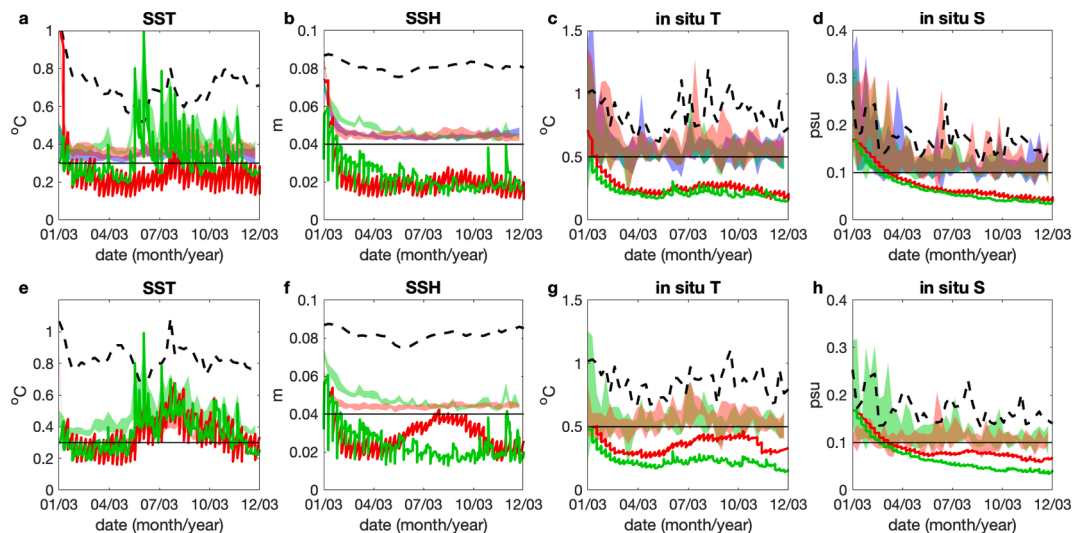 a SST
b SSH
c in situ T
d in situ S
1
0.8
0.6
0.4
0.2
0
°C
01/03 04/03 07/03 10/03 12/03
date (month/year)
0.1
0.08
0.06
0.04
0.02
0
m
01/03 04/03 07/03 10/03 12/03
date (month/year)
1.5
1
0.5
0
°C
01/03 04/03 07/03 10/03 12/03
date (month/year)
0.4
0.3
0.2
0.1
0
psu
01/03 04/03 07/03 10/03 12/03
date (month/year)
e SST
f SSH
g in situ T
h in situ S
1
0.8
0.6
0.4
0.2
0
°C
01/03 04/03 07/03 10/03 12/03
date (month/year)
0.1
0.08
0.06
0.04
0.02
0
m
01/03 04/03 07/03 10/03 12/03
date (month/year)
1.5
1
0.5
0
°C
01/03 04/03 07/03 10/03 12/03
date (month/year)
0.4
0.3
0.2
0.1
0
psu
01/03 04/03 07/03 10/03 12/03
date (month/year)